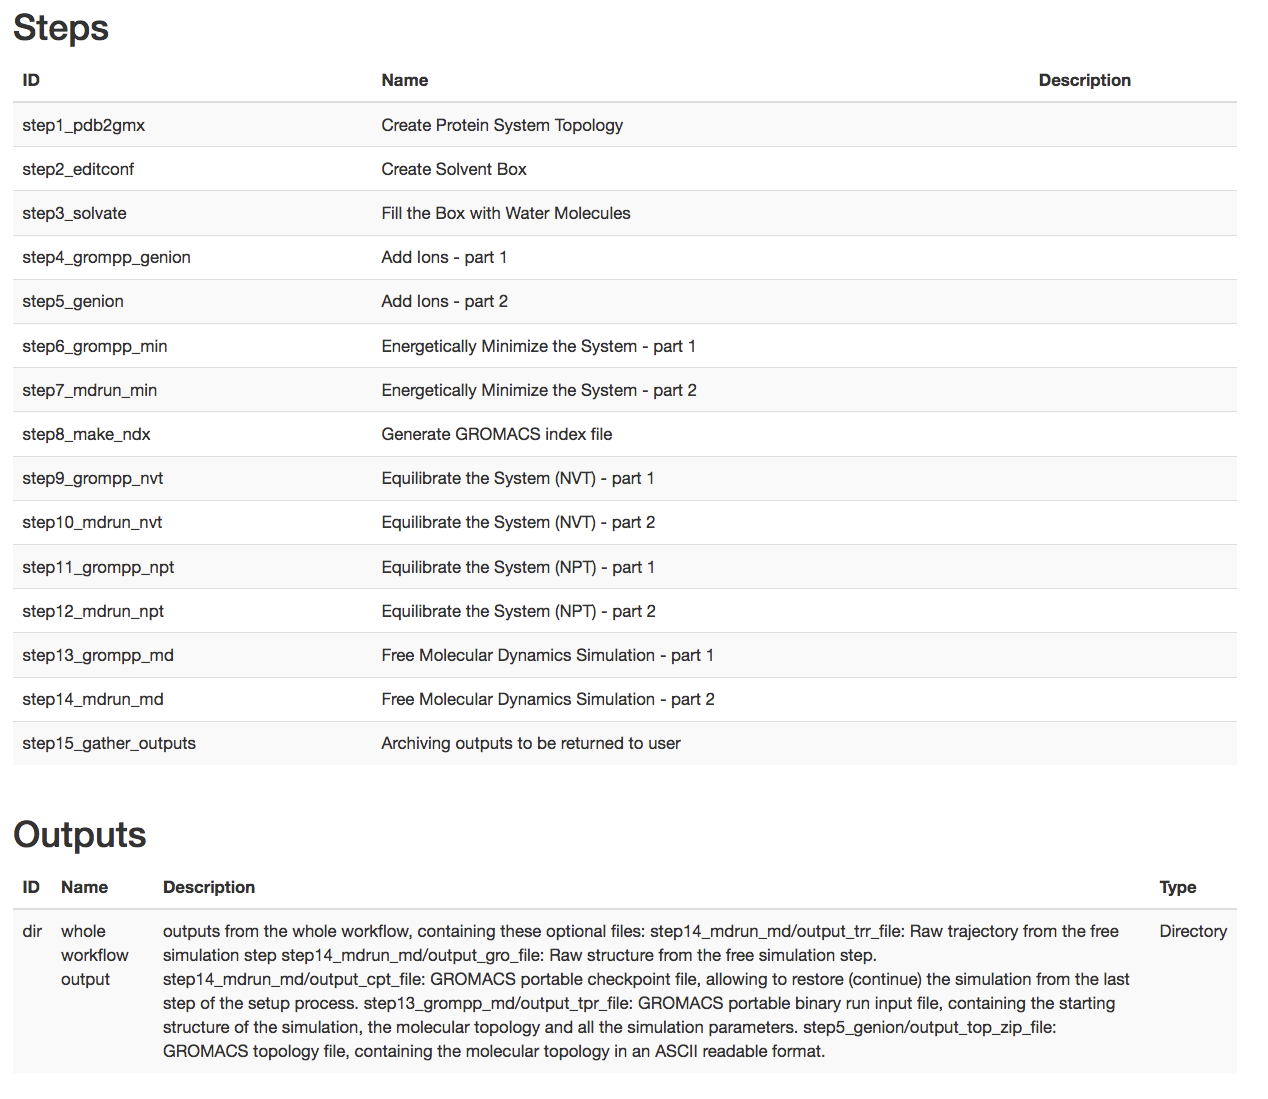 Steps
ID Name Description
step1_pdb2gmx Create Protein System Topology
step2_editconf Create Solvent Box
step3_solvate Fill the Box with Water Molecules
step4_grompp_genion Add Ions - part 1
step5_genion Add Ions - part 2
step6_grompp_min Energetically Minimize the System - part 1
step7_mdrun_min Energetically Minimize the System - part 2
step8_make_ndx Generate GROMACS index file
step9_grompp_nvt Equilibrate the System (NVT) - part 1
step10_mdrun_nvt Equilibrate the System (NVT) - part 2
step11_grompp_npt Equilibrate the System (NPT) - part 1
step12_mdrun_npt Equilibrate the System (NPT) - part 2
step13_grompp_md Free Molecular Dynamics Simulation - part 1
step14_mdrun_md Free Molecular Dynamics Simulation - part 2
step15_gather_outputs Archiving outputs to be returned to user
Outputs
ID Name Description Type
dir whole outputs from the whole workflow, containing these optional files: step14_mdrun_md/output_trr_file: Raw trajectory from the free Directory
workflow simulation step step14_mdrun_md/output_gro_file: Raw structure from the free simulation step.
output step14_mdrun_md/output_cpt_file: GROMACS portable checkpoint file, allowing to restore (continue) the simulation from the last
step of the setup process. step13_grompp_md/output_tpr_file: GROMACS portable binary run input file, containing the starting
structure of the simulation, the molecular topology and all the simulation parameters. step5_genion/output_top_zip_file:
GROMACS topology file, containing the molecular topology in an ASCII readable format.